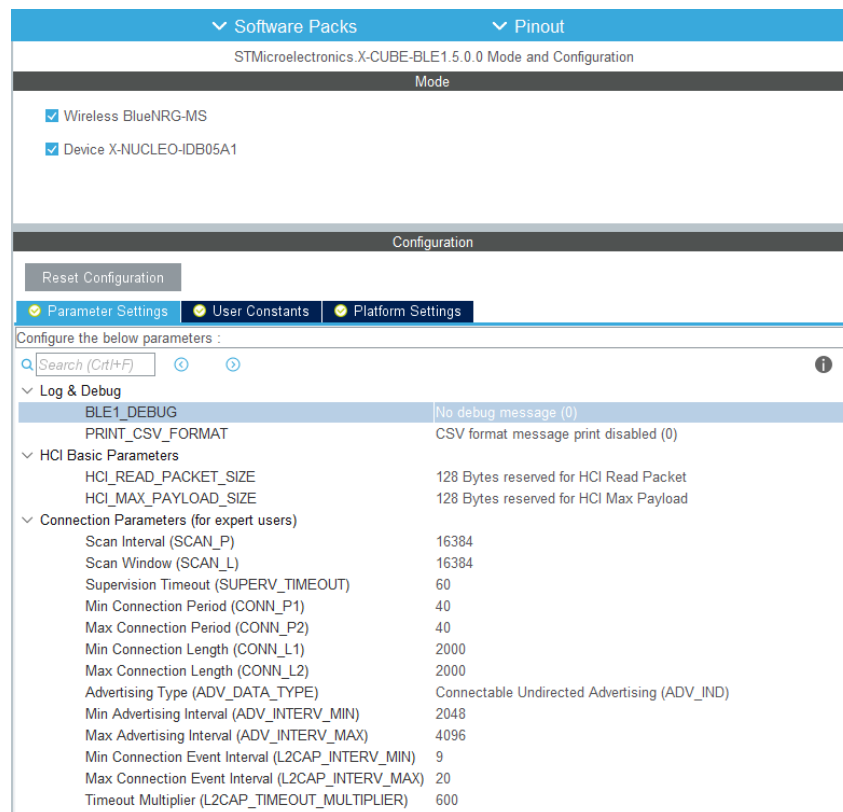 Software Packs Pinout
STMicroelectronics.X-CUBE-BLE1.5.0.0 Mode and Configuration
Mode
Wireless BlueNRG-MS
Device X-NUCLEO-IDB05A1
Configuration
Reset Configuration
Parameter Settings User Constants Platform Settings
Configure the below parameters :
Search (Crtl+F)
Log & Debug
BLE1_DEBUG No debug message (0)
PRINT_CSV_FORMAT CSV format message print disabled (0)
HCI Basic Parameters
HCI_READ_PACKET_SIZE 128 Bytes reserved for HCI Read Packet
HCI_MAX_PAYLOAD_SIZE 128 Bytes reserved for HCI Max Payload
Connection Parameters (for expert users)
Scan Interval (SCAN_P) 16384
Scan Window (SCAN_L) 16384
Supervision Timeout (SUPERV_TIMEOUT) 60
Min Connection Period (CONN_P1) 40
Max Connection Period (CONN_P2) 40
Min Connection Length (CONN_L1) 2000
Max Connection Length (CONN_L2) 2000
Advertising Type (ADV_DATA_TYPE) Connectable Undirected Advertising (ADV_IND)
Min Advertising Interval (ADV_INTERV_MIN) 2048
Max Advertising Interval (ADV_INTERV_MAX) 4096
Min Connection Event Interval (L2CAP_INTERV_MIN) 9
Max Connection Event Interval (L2CAP_INTERV_MAX) 20
Timeout Multiplier (L2CAP_TIMEOUT_MULTIPLIER) 600